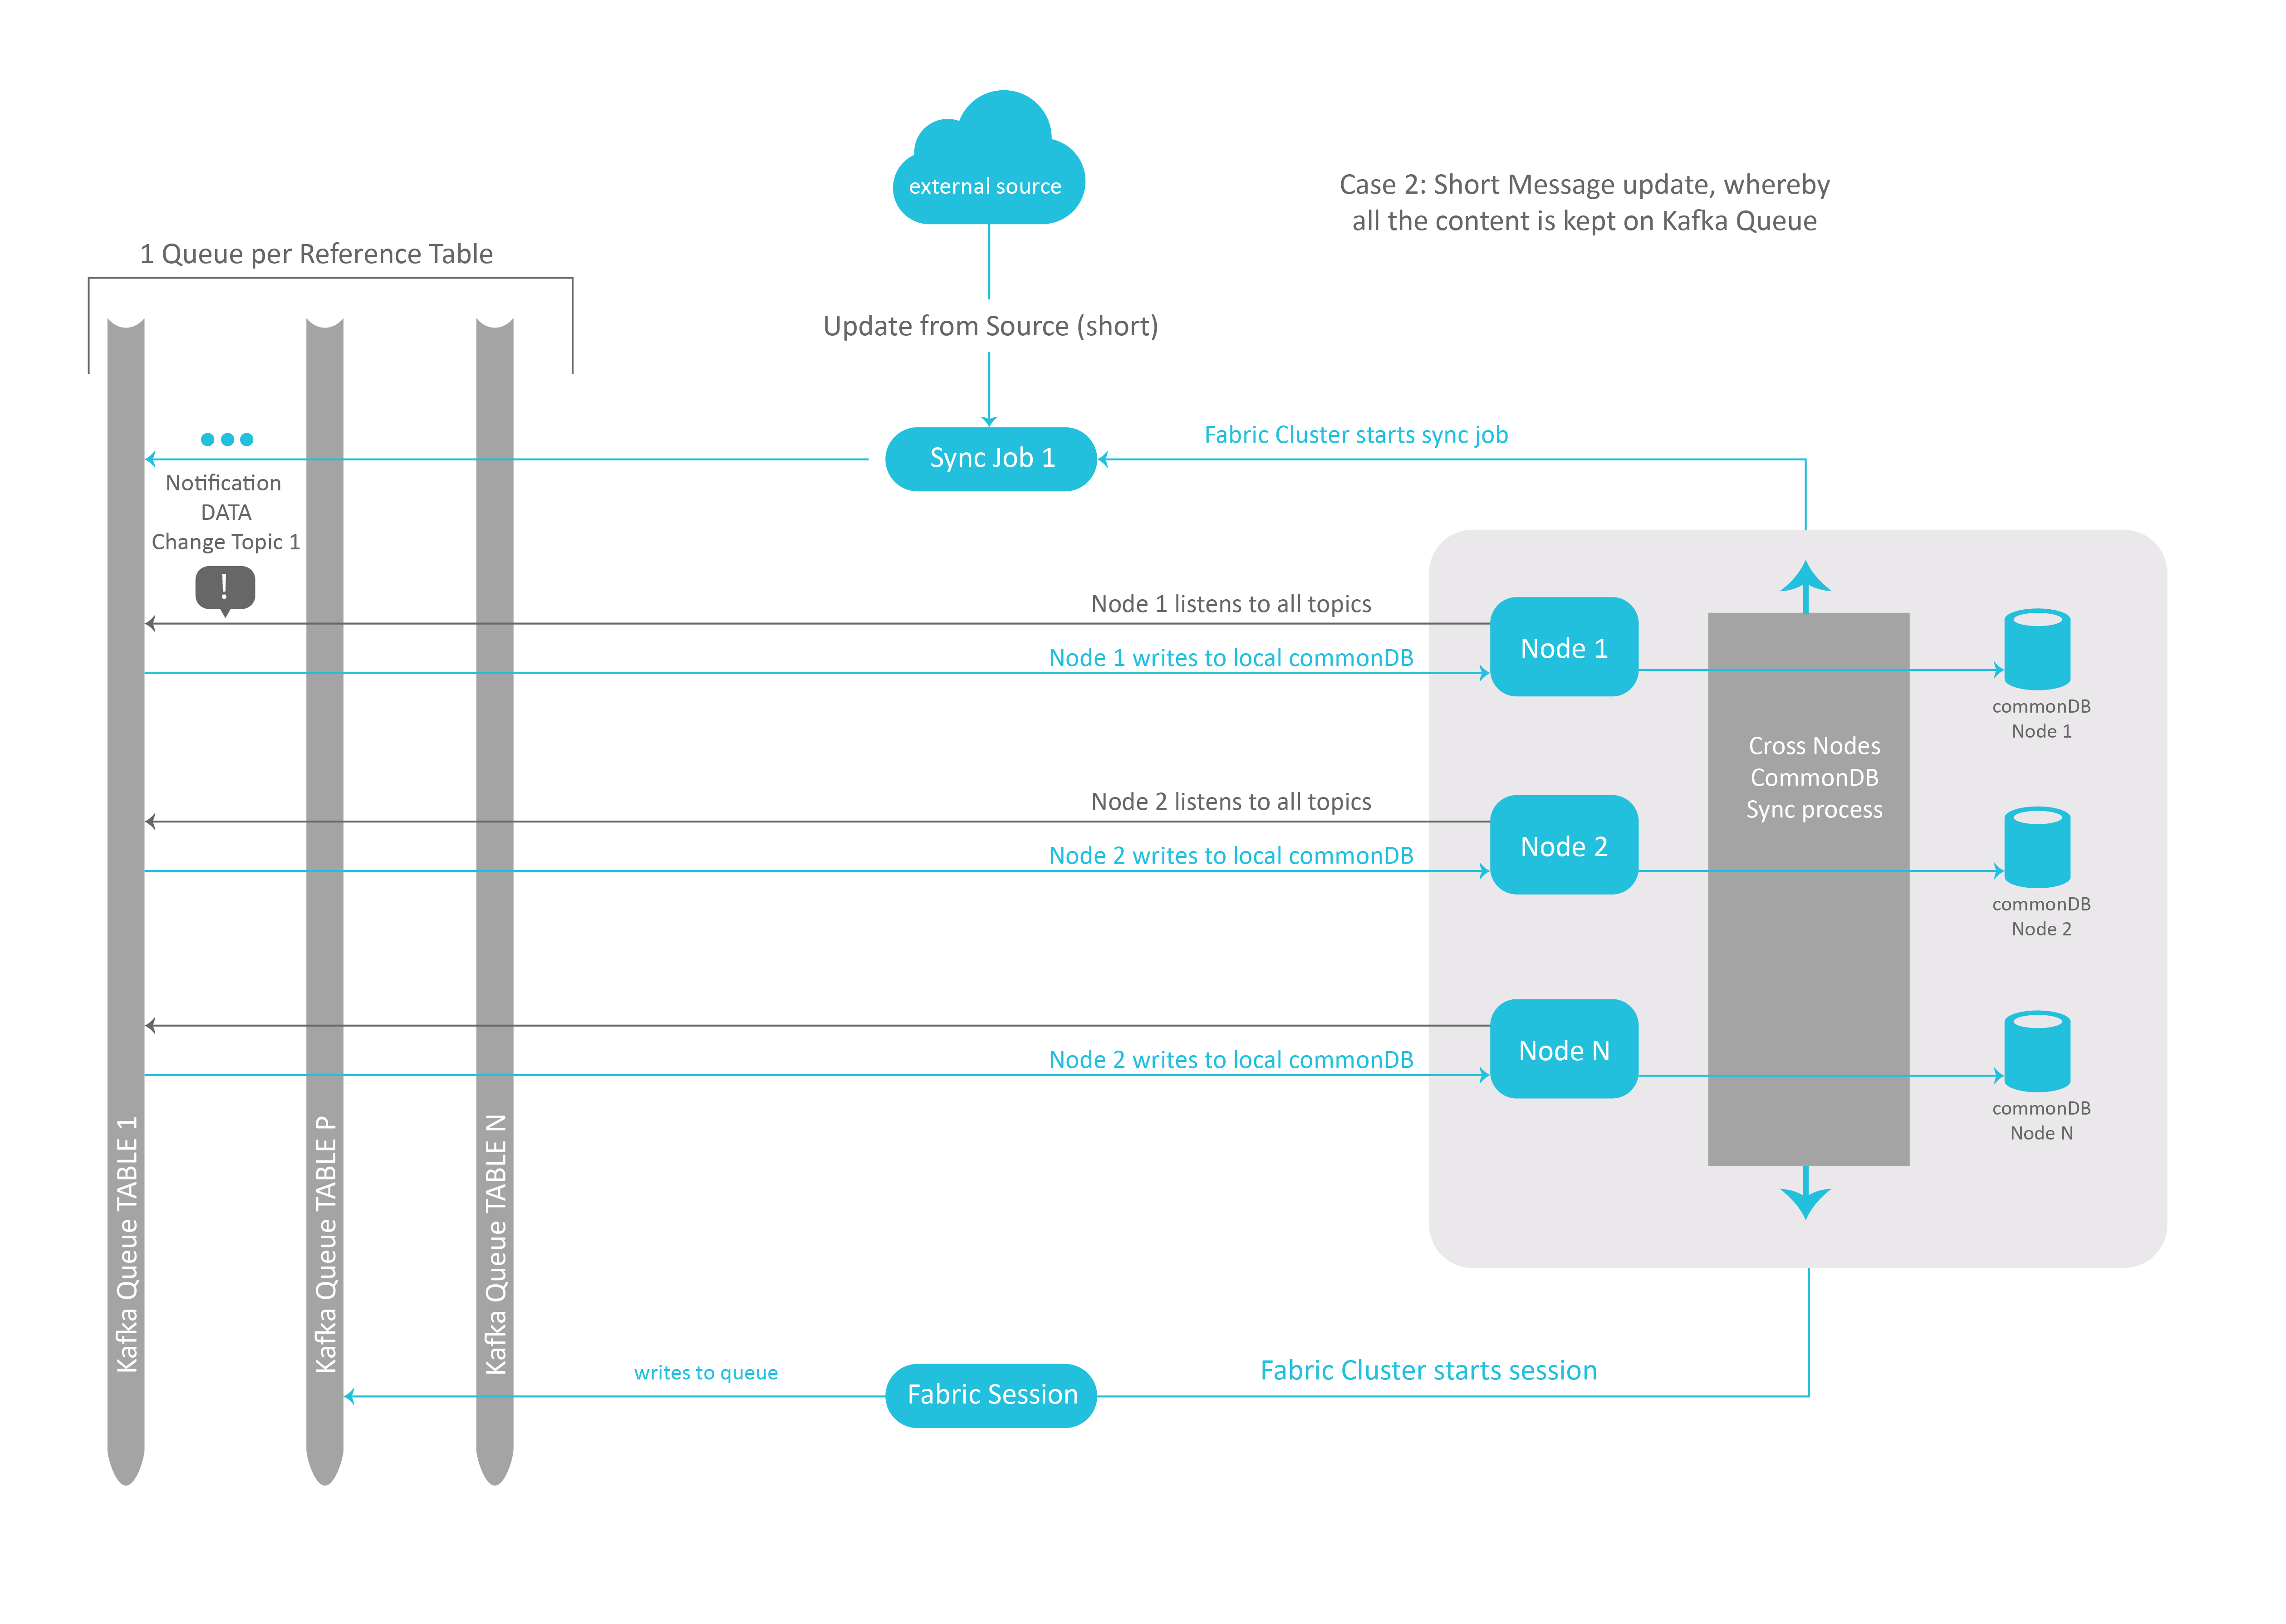 external source
Case 2: Short Message update, whereby
all the content is kept on Kafka Queue
1 Queue per Reference Table
Update from Source (short)
Fabric Cluster starts sync job
Sync Job 1
Notification
DATA
Change Topic 1
!
Node 1 listens to all topics
Node 1 writes to local commonDB
Node 1
commonDB
Node 1
Cross Nodes
CommonDB
Sync process
Node 2 listens to all topics
Node 2 writes to local commonDB
Node 2
commonDB
Node 2
Node 2 writes to local commonDB
Node N
commonDB
Node N
Kafka Queue TABLE 1
Kafka Queue TABLE P
Kafka Queue TABLE N
writes to queue
Fabric Session
Fabric Cluster starts session